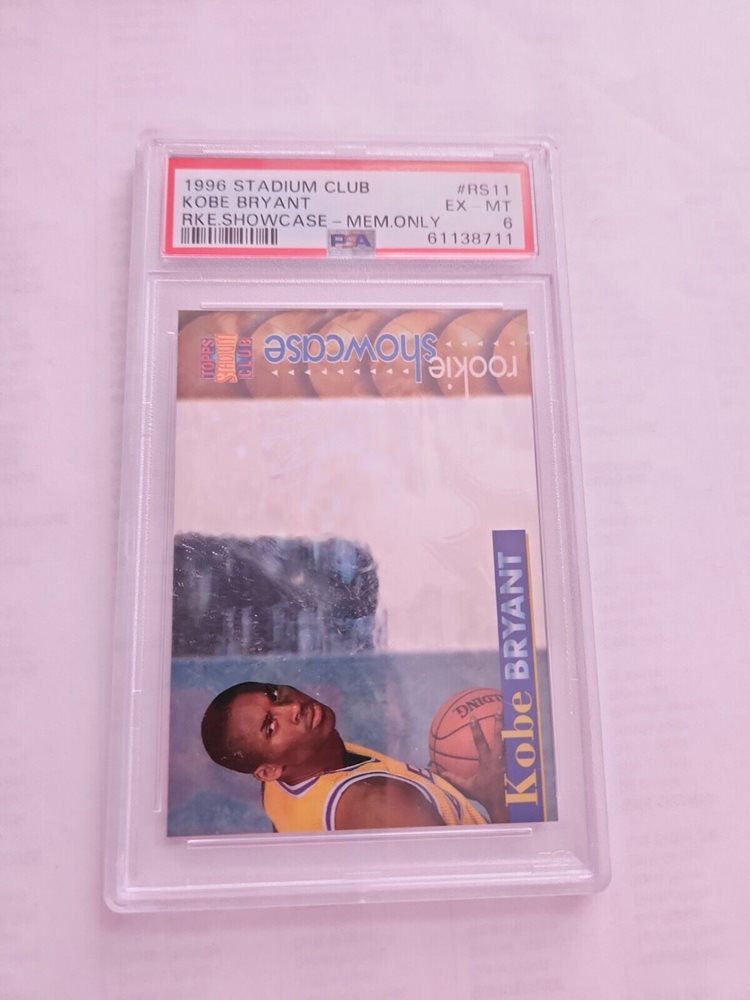 1996 STADIUM CLUB #RS11
KOBE BRYANT EX - MT
RKE.SHOWCASE - MEM.ONLY 6
PSA 61138711
TOPPS
STADIUM
CLUB
rookie
showcase
Kobe BRYANT